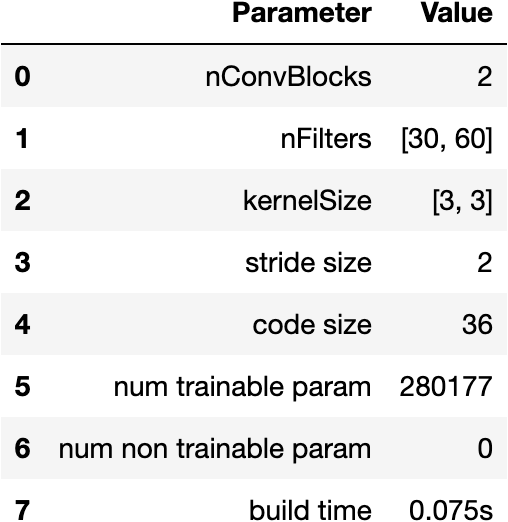 Parameter Value
0 nConvBlocks 2
1 nFilters [30, 60]
2 kernelSize [3, 3]
3 stride size 2
4 code size 36
5 num trainable param 280177
6 num non trainable param 0
7 build time 0.075s